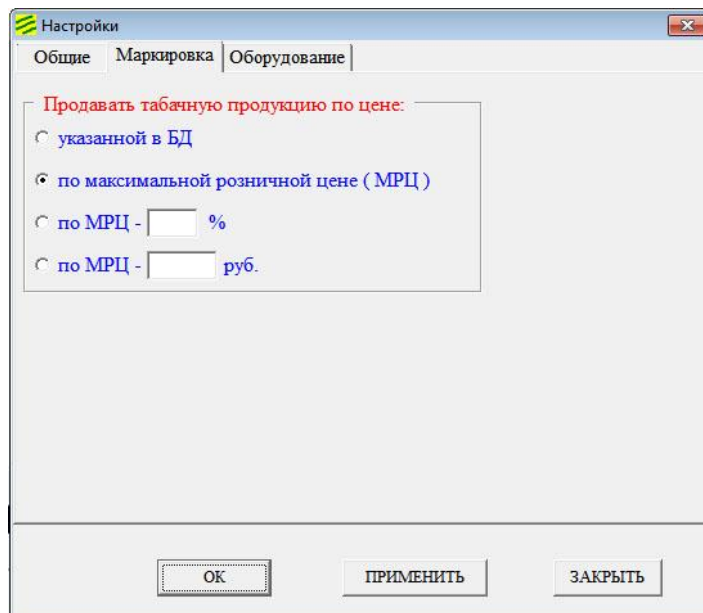 Настройки
Общие Маркировка Оборудование
Продавать табачную продукцию по цене:
указанной в БД
по максимальной розничной цене ( МРЦ )
по МРЦ - %
по МРЦ - руб.
ОК ПРИМЕНИТЬ ЗАКРЫТЬ